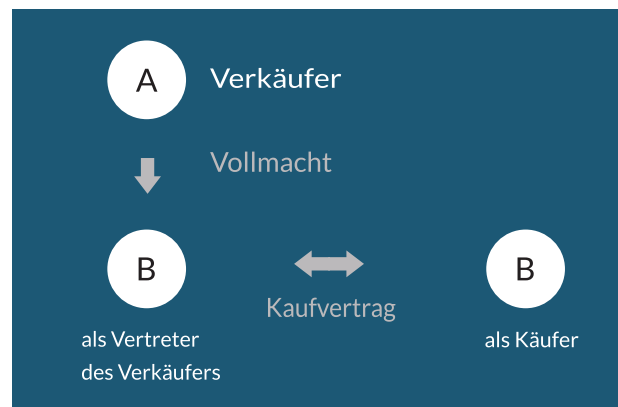 A Verkäufer
Vollmacht
B B
Kaufvertrag
als Vertreter
des Verkäufers
als Käufer